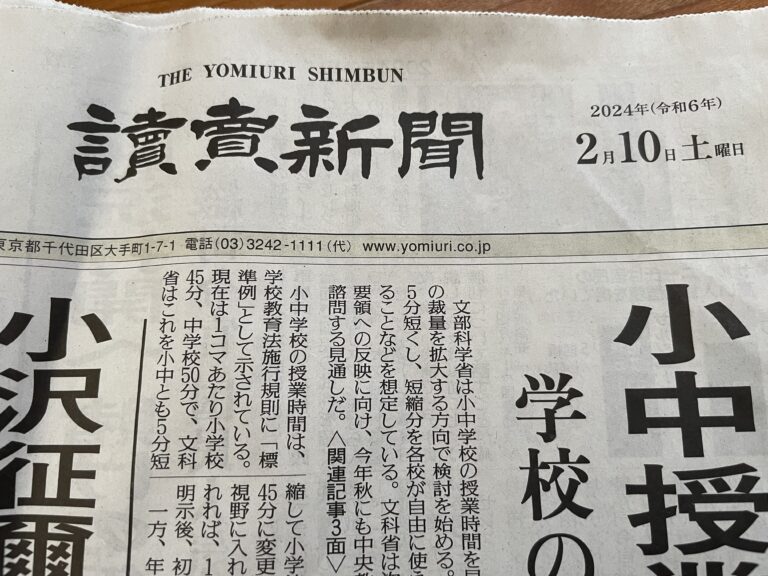 THE YOMIURI SHIMBUN
讀賣新聞
2024年(令和6年)
2月10日土曜日
東京都千代田区大手町1-7-1 電話(03)3242-1111(代) www.yomiuri.co.jp
小中授業
学校の
文部科学省は小中学校の授業時間を見
の裁量を拡大する方向で検討を始める。
5分短くし、短縮分を各校が自由に使え
ることなどを想定している。文科省は次
要領への反映に向け、今年秋にも中央教
諮問する見通しだ。〈関連記事3面〉
小中学校の授業時間は、
学校教育法施行規則に「標
準例」として示されている。
現在は1コマあたり小学校
45分、中学校50分で、文科
省はこれを小中とも5分短
縮して小学
45分に変更
視野に入れ
れれば、1
明示後、初
一方、年
小沢征爾